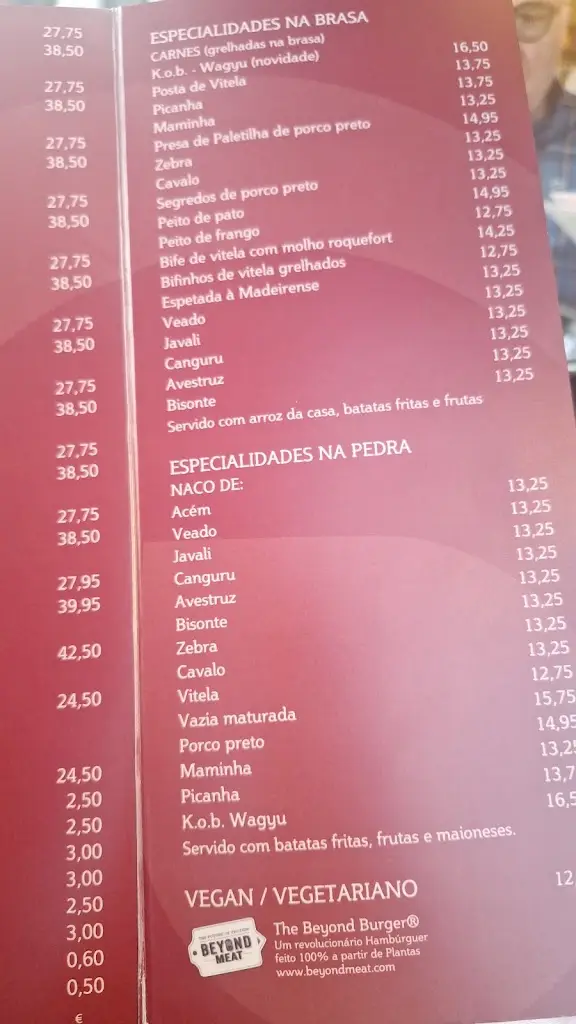 27,75
38,50
27,75
38,50
27,75
38,50
27,75
38,50
27,75
38,50
27,75
38,50
27,75
38,50
27,75
38,50
27,75
38,50
27,95
39,95
42,50
24,50
24,50
2,50
2,50
3,00
3,00
2,50
3,00
0,60
0,50
€
ESPECIALIDADES NA BRASA
CARNES (grelhadas na brasa)
K.o.b. - Wagyu (novidade) 16,50
Posta de Vitela 13,75
Picanha 13,75
Maminha 13,25
Presa de Paletilha de porco preto 14,95
Zebra 13,25
Cavalo 13,25
Segredos de porco preto 13,25
Peito de pato 14,95
Peito de frango 12,75
Bife de vitela com molho roquefort 14,25
Bifinhos de vitela grelhados 12,75
Espetada à Madeirense 13,25
Veado 13,25
Javali 13,25
Canguru 13,25
Avestruz 13,25
Bisonte 13,25
Servido com arroz da casa, batatas fritas e frutas
ESPECIALIDADES NA PEDRA
NACO DE:
Acém 13,25
Veado 13,25
Javali 13,25
Canguru 13,25
Avestruz 13,25
Bisonte 13,25
Zebra 13,25
Cavalo 13,25
Vitela 12,75
Vazia maturada 15,75
Porco preto 14,95
Maminha 13,25
Picanha 13,7
K.o.b. Wagyu 16,5
Servido com batatas fritas, frutas e maioneses.
VEGAN / VEGETARIANO 12
BEYOND
MEAT
The Beyond Burger®
Um revolucionário Hambúrguer
feito 100% a partir de Plantas
www.beyondmeat.com